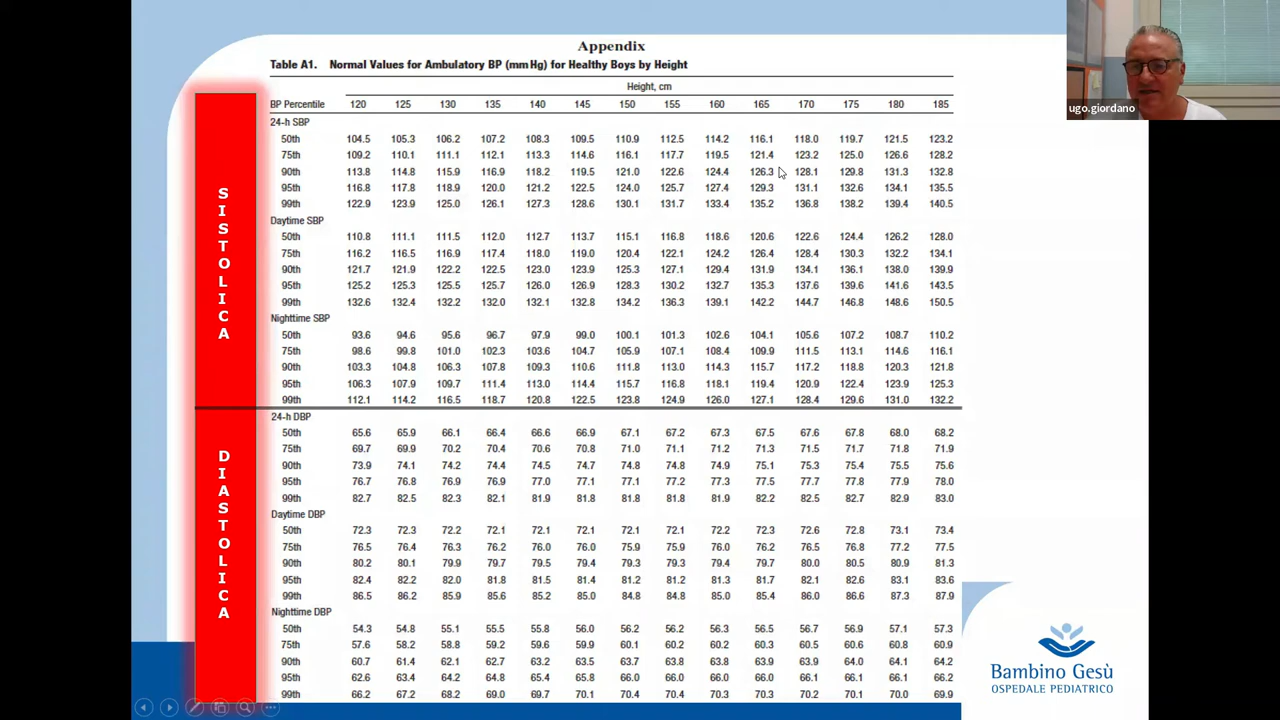 Appendix
Table A1. Normal Values for Ambulatory BP (mm Hg) for Healthy Boys by Height
Height, cm
BP Percentile 120 125 130 135 140 145 150 155 160 165 170 175 180 185
SISTOLICA
24-h SBP
50th 104.5 105.3 106.2 107.2 108.3 109.5 110.9 112.5 114.2 116.1 118.0 119.7 121.5 123.2
75th 109.2 110.1 111.1 112.1 113.3 114.6 116.1 117.7 119.5 121.4 123.2 125.0 126.6 128.2
90th 113.8 114.8 115.9 116.9 118.2 119.5 121.0 122.6 124.4 126.3 128.1 129.8 131.3 132.8
95th 116.8 117.8 118.9 120.0 121.2 122.5 124.0 125.7 127.4 129.3 131.1 132.6 134.1 135.5
99th 122.9 123.9 125.0 126.1 127.3 128.6 130.1 131.7 133.4 135.2 136.8 138.2 139.4 140.5
Daytime SBP
50th 110.8 111.1 111.5 112.0 112.7 113.7 115.1 116.8 118.6 120.6 122.6 124.4 126.2 128.0
75th 116.2 116.5 116.9 117.4 118.0 119.0 120.4 122.1 124.2 126.4 128.4 130.3 132.2 134.1
90th 121.7 121.9 122.2 122.5 123.0 123.9 125.3 127.1 129.4 131.9 134.1 136.1 138.0 139.9
95th 125.2 125.3 125.5 125.7 126.0 126.9 128.3 130.2 132.7 135.3 137.6 139.6 141.6 143.5
99th 132.6 132.4 132.2 132.0 132.1 132.8 134.2 136.3 139.1 142.2 144.7 146.8 148.6 150.5
Nighttime SBP
50th 93.6 94.6 95.6 96.7 97.9 99.0 100.1 101.3 102.6 104.1 105.6 107.2 108.7 110.2
75th 98.6 99.8 101.0 102.3 103.6 104.7 105.9 107.1 108.4 109.9 111.5 113.1 114.6 116.1
90th 103.3 104.8 106.3 107.8 109.3 110.6 111.8 113.0 114.3 115.7 117.2 118.8 120.3 121.8
95th 106.3 107.9 109.7 111.4 113.0 114.4 115.7 116.8 118.1 119.4 120.9 122.4 123.9 125.3
99th 112.1 114.2 116.5 118.7 120.8 122.5 123.8 124.9 126.0 127.1 128.4 129.6 131.0 132.2
DIASTOLICA
24-h DBP
50th 65.6 65.9 66.1 66.4 66.6 66.9 67.1 67.2 67.3 67.5 67.6 67.8 68.0 68.2
75th 69.7 69.9 70.2 70.4 70.6 70.8 71.0 71.1 71.2 71.3 71.5 71.7 71.8 71.9
90th 73.9 74.1 74.2 74.4 74.5 74.7 74.8 74.8 74.9 75.1 75.3 75.4 75.5 75.6
95th 76.7 76.8 76.9 76.9 77.0 77.1 77.1 77.2 77.3 77.5 77.7 77.8 77.9 78.0
99th 82.7 82.5 82.3 82.1 81.9 81.8 81.8 81.8 81.9 82.2 82.5 82.7 82.9 83.0
Daytime DBP
50th 72.3 72.3 72.2 72.1 72.1 72.1 72.1 72.1 72.2 72.3 72.6 72.8 73.1 73.4
75th 76.5 76.4 76.3 76.2 76.0 76.0 75.9 75.9 76.0 76.2 76.5 76.8 77.2 77.5
90th 80.2 80.1 79.9 79.7 79.5 79.4 79.3 79.3 79.4 79.7 80.0 80.5 80.9 81.3
95th 82.4 82.2 82.0 81.8 81.5 81.4 81.2 81.2 81.3 81.7 82.1 82.6 83.1 83.6
99th 86.5 86.2 85.9 85.6 85.2 85.0 84.8 84.8 85.0 85.4 86.0 86.6 87.3 87.9
Nighttime DBP
50th 54.3 54.8 55.1 55.5 55.8 56.0 56.2 56.2 56.3 56.5 56.7 56.9 57.1 57.3
75th 57.6 58.2 58.8 59.2 59.6 59.9 60.1 60.2 60.2 60.3 60.5 60.6 60.8 60.9
90th 60.7 61.4 62.1 62.7 63.2 63.5 63.7 63.8 63.8 63.9 63.9 64.0 64.1 64.2
95th 62.6 63.4 64.2 64.8 65.4 65.8 66.0 66.0 66.0 66.0 66.1 66.1 66.1 66.2
99th 66.2 67.2 68.2 69.0 69.7 70.1 70.4 70.4 70.3 70.3 70.2 70.1 70.0 69.9
ugo.giordano
Bambino Gesù
OSPEDALE PEDIATRICO